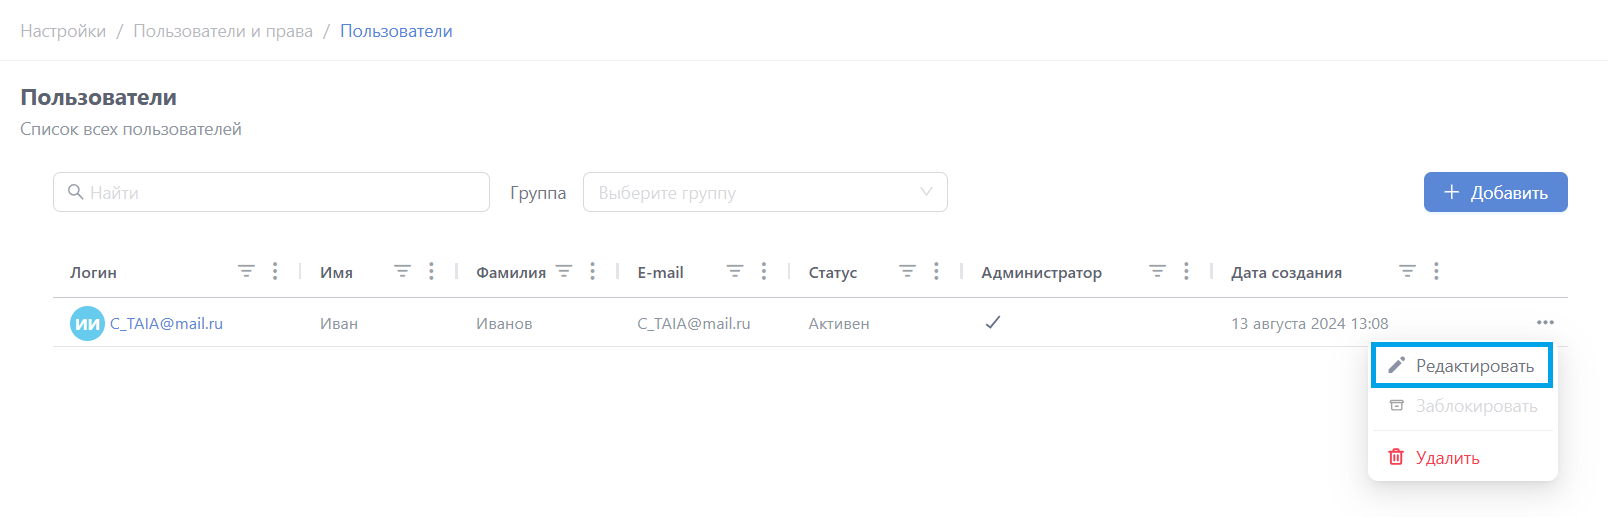 Настройки / Пользователи и права / Пользователи
Пользователи
Список всех пользователей
Найти Группа Выберите группу + Добавить
Логин Имя Фамилия E-mail Статус Администратор Дата создания
ИИ C_TAIA@mail.ru Иван Иванов C_TAIA@mail.ru Активен 13 августа 2024 13:08
Редактировать
Заблокировать
Удалить